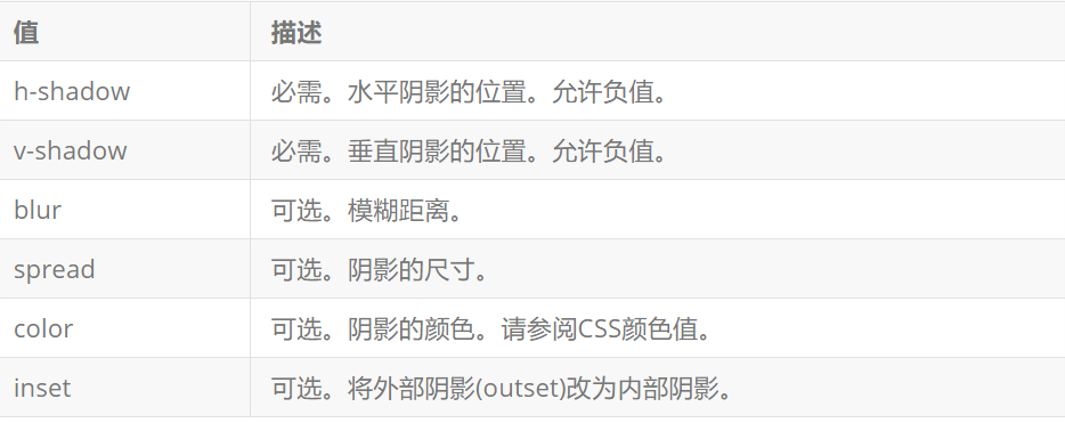 值 描述
h-shadow 必需。水平阴影的位置。允许负值。
v-shadow 必需。垂直阴影的位置。允许负值。
blur 可选。模糊距离。
spread 可选。阴影的尺寸。
color 可选。阴影的颜色。请参阅CSS颜色值。
inset 可选。将外部阴影(outset)改为内部阴影。